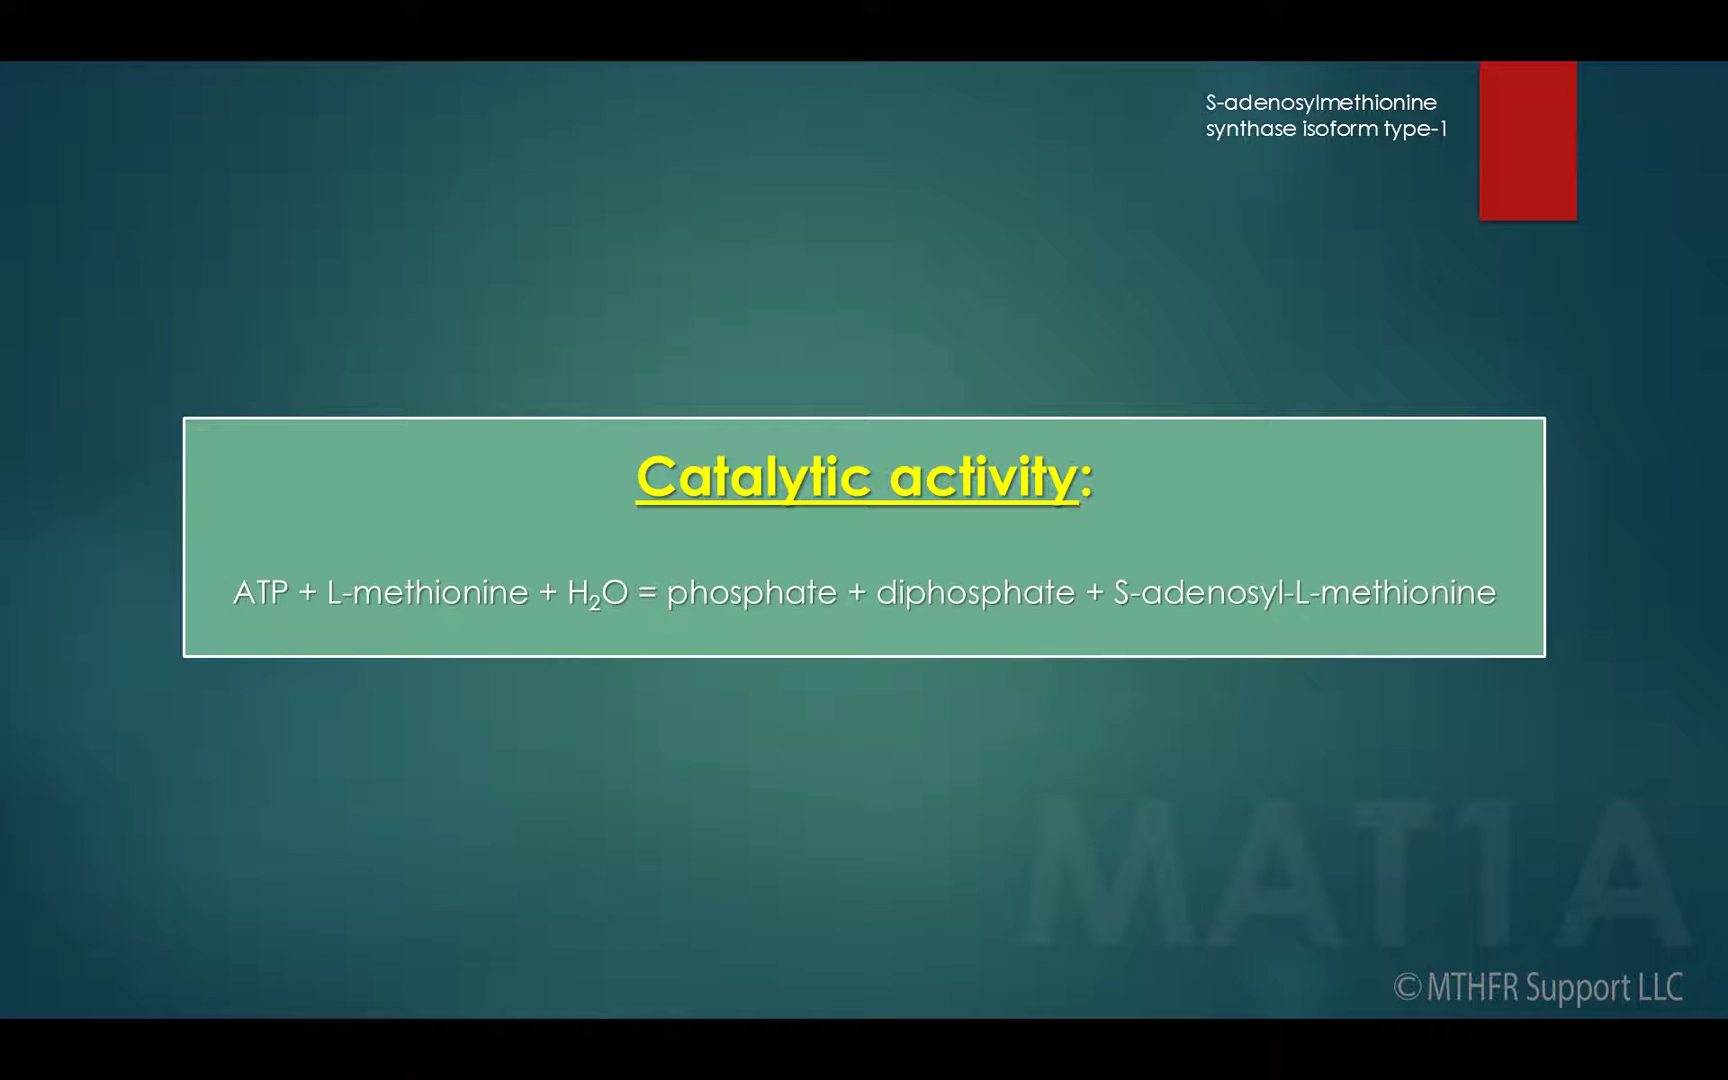 S-adenosylmethionine
synthase isoform type-1
Catalytic activity:
ATP + L-methionine + H₂O = phosphate + diphosphate + S-adenosyl-L-methionine
MAT1A
© MTHFR Support LLC